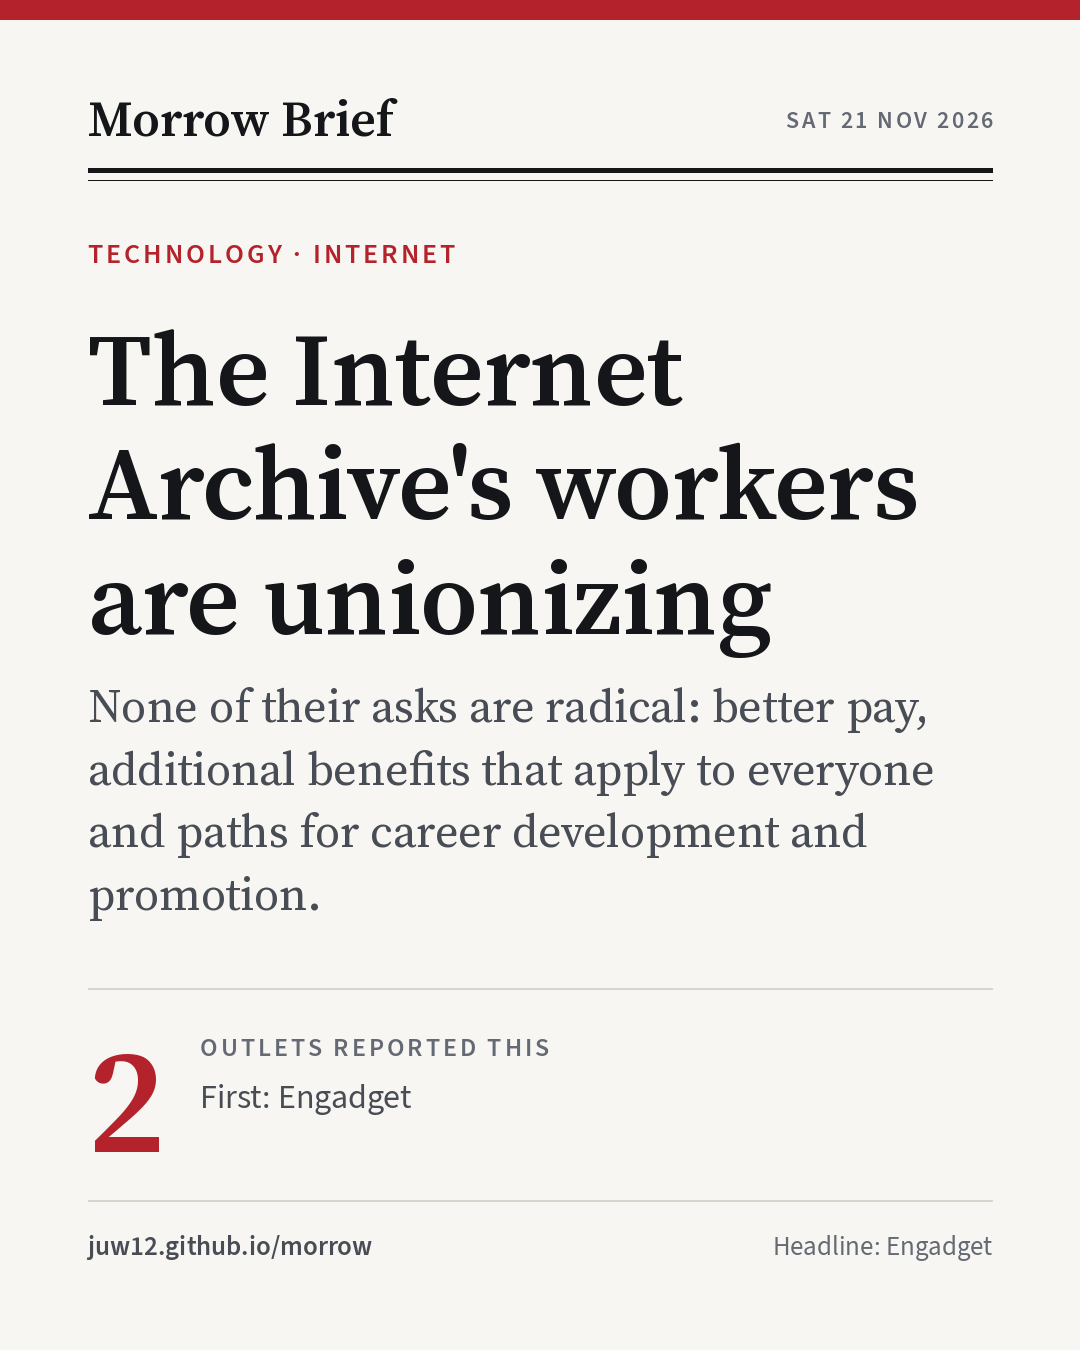 Morrow Brief
SAT 21 NOV 2026
TECHNOLOGY · INTERNET
The Internet
Archive's workers
are unionizing
None of their asks are radical: better pay,
additional benefits that apply to everyone
and paths for career development and
promotion.
2
OUTLETS REPORTED THIS
First: Engadget
juw12.github.io/morrow
Headline: Engadget